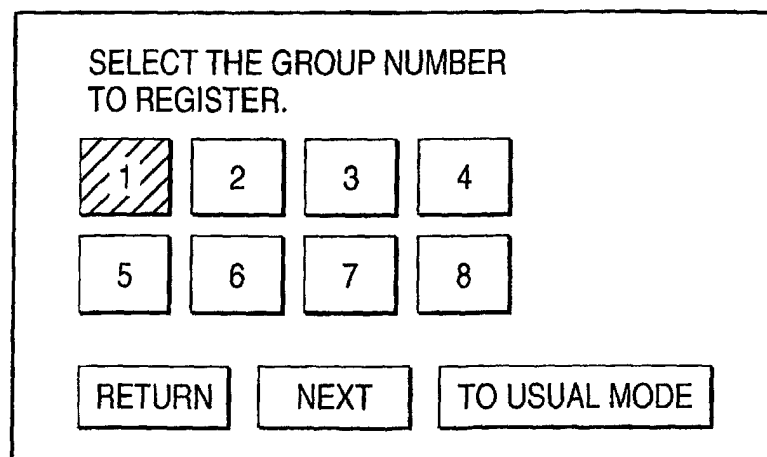 SELECT THE GROUP NUMBER
TO REGISTER.
1 2 3 4
5 6 7 8
RETURN NEXT TO USUAL MODE